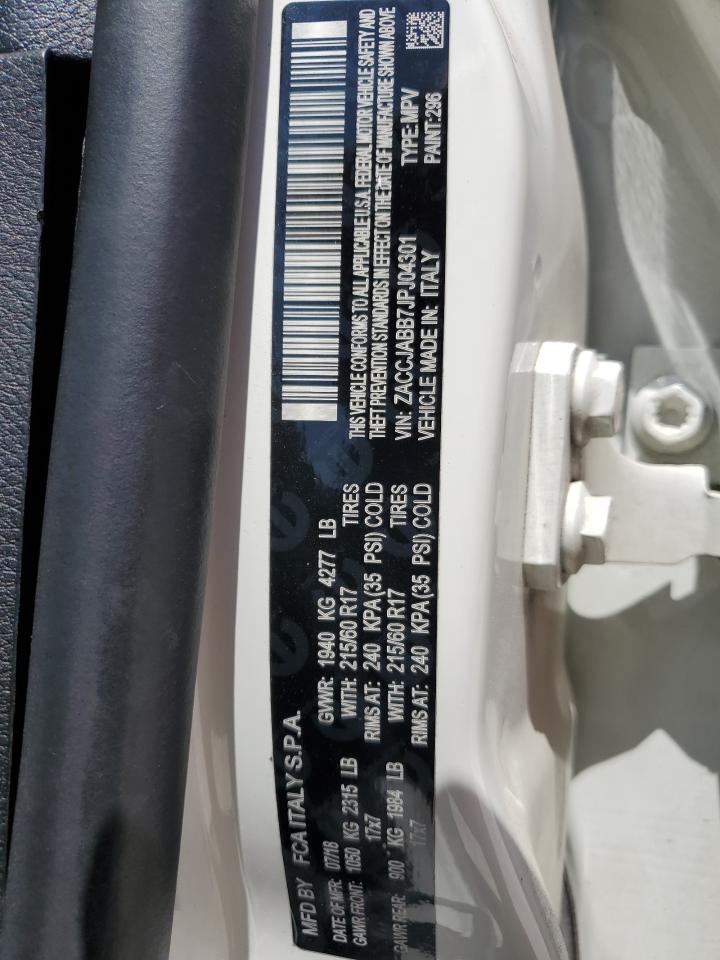 MFD BY FCA ITALY S.P.A.
DATE OF MFR: 07/18 GVWR: 1940 KG 4277 LB
GAWR FRONT: 1050 KG 2315 LB WITH: 215/60 R17 TIRES
17x7 RIMS AT: 240 KPA (35 PSI) COLD
GAWR REAR: 900 KG 1984 LB WITH: 215/60 R17 TIRES
17x7 RIMS AT: 240 KPA (35 PSI) COLD
THIS VEHICLE CONFORMS TO ALL APPLICABLE U.S.A. FEDERAL MOTOR VEHICLE SAFETY AND
THEFT PREVENTION STANDARDS IN EFFECT ON THE DATE OF MANUFACTURE SHOWN ABOVE
VIN: ZACCJABB7JPJ04301 TYPE: MPV
VEHICLE MADE IN: ITALY PAINT: 296